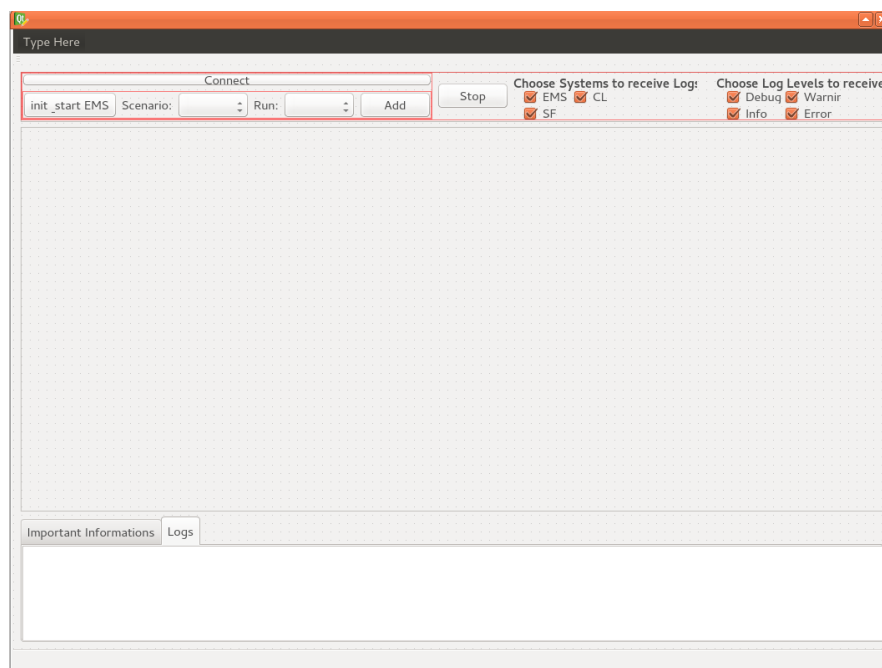 Type Here
Connect
init_start EMS Scenario: Run: Add
Stop
Choose Systems to receive Logs
EMS CL
SF
Choose Log Levels to receive
Debug Warnir
Info Error
Important Informations Logs